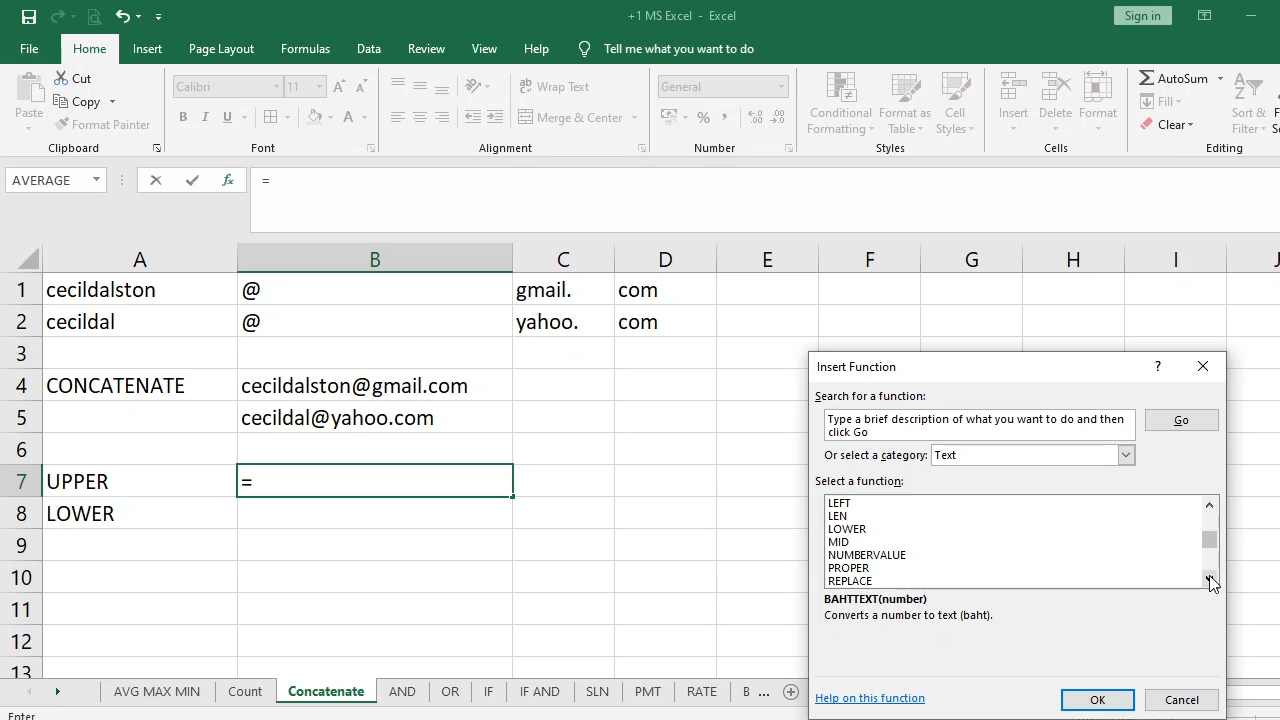 +1 MS Excel - Excel
Sign in
File Home Insert Page Layout Formulas Data Review View Help Tell me what you want to do
Paste
Cut
Copy
Format Painter
Clipboard
Calibri 11
B I U
Font
Wrap Text
Merge & Center
Alignment
General
%
Number
Conditional Formatting
Format as Table
Cell Styles
Styles
Insert Delete Format
Cells
AutoSum
Fill
Clear
Sort &
Filter
Editing
AVERAGE fx =
A B C D E F G H I J
1 cecildalston @ gmail. com
2 cecildal @ yahoo. com
3
4 CONCATENATE cecildalston@gmail.com
5 cecildal@yahoo.com
6
7 UPPER =
8 LOWER
9
10
11
12
13
Insert Function ?
Search for a function:
Type a brief description of what you want to do and then
click Go
Go
Or select a category: Text
Select a function:
LEFT
LEN
LOWER
MID
NUMBERVALUE
PROPER
REPLACE
BAHTTEXT(number)
Converts a number to text (baht).
Help on this function
OK Cancel
AVG MAX MIN Count Concatenate AND OR IF IF AND SLN PMT RATE B ...
Enter